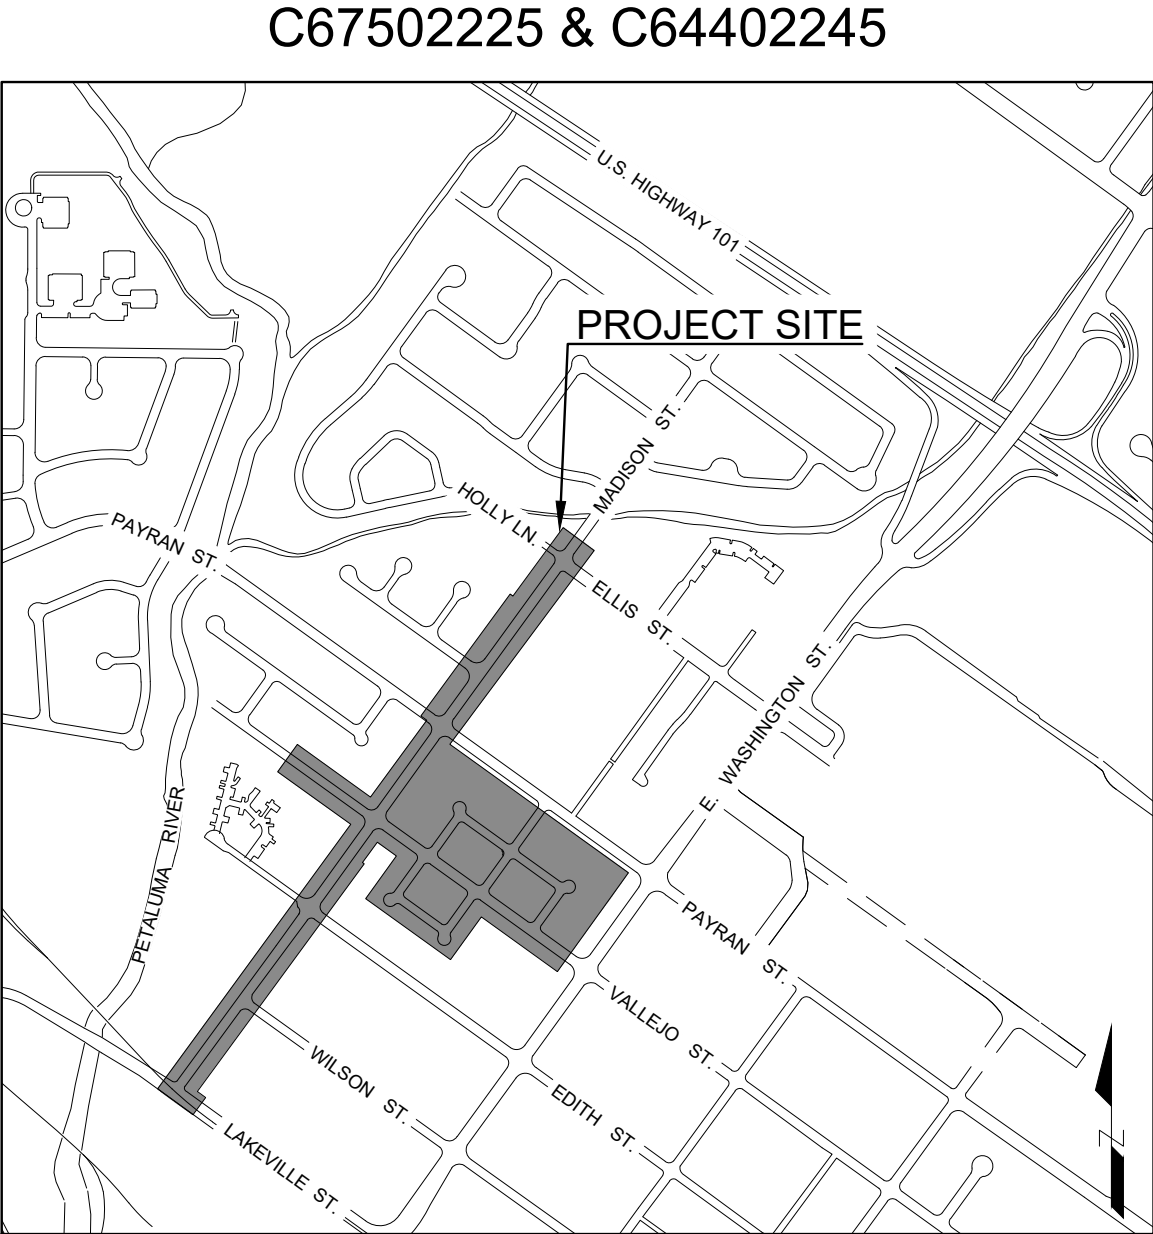 C67502225 & C64402245
U.S. HIGHWAY 101
PROJECT SITE
MADISON ST.
HOLLY LN.
PAYRAN ST.
ELLIS ST.
E. WASHINGTON ST.
PETALUMA RIVER
PAYRAN ST.
VALLEJO ST.
WILSON ST.
EDITH ST.
LAKEVILLE ST.
N